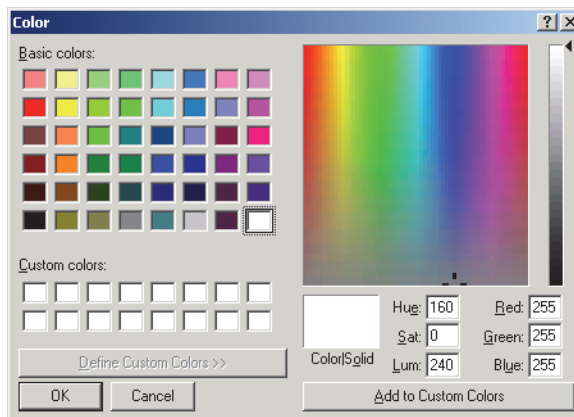 Color
Basic colors:
Custom colors:
Define Custom Colors >>
OK
Cancel
Color|Solid
Hue: 160
Sat: 0
Lum: 240
Red: 255
Green: 255
Blue: 255
Add to Custom Colors